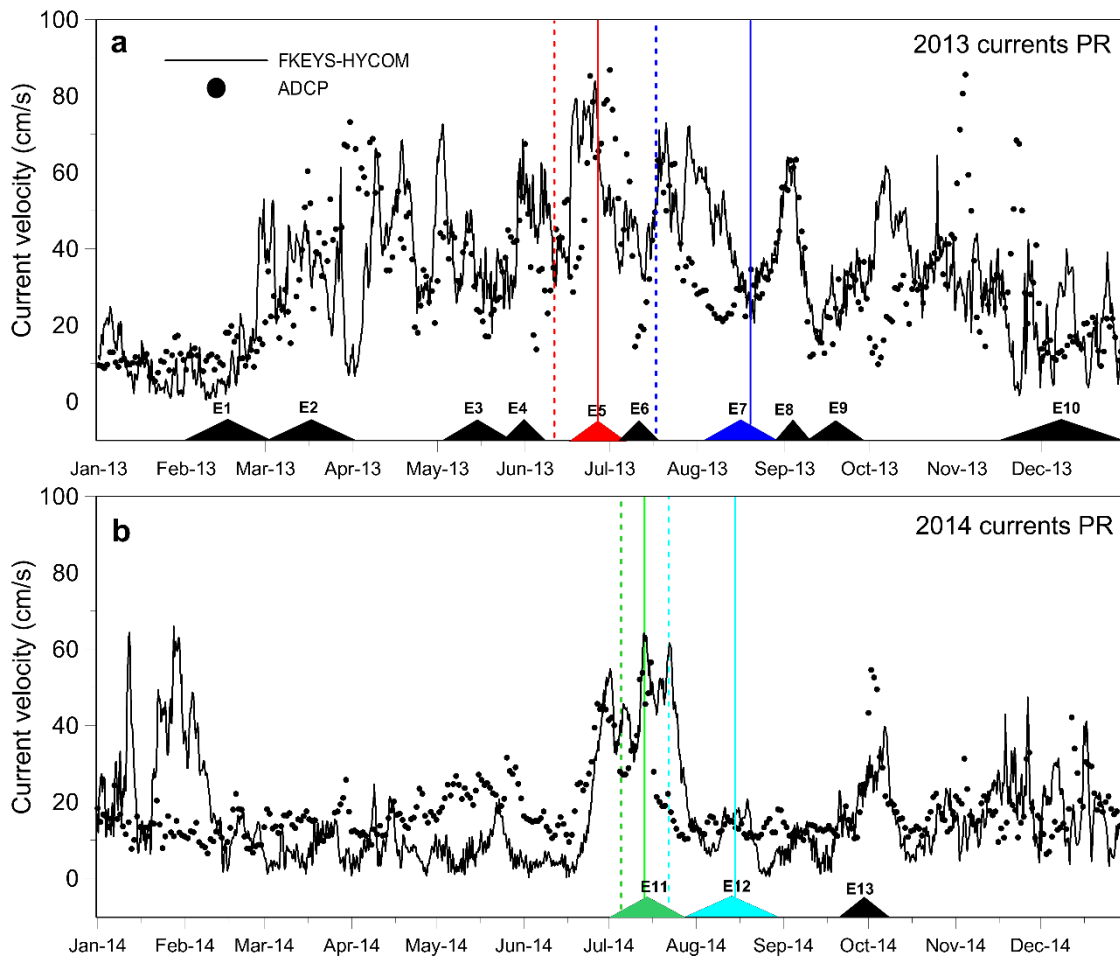 a
2013 currents PR
FKEYS-HYCOM
ADCP
Current velocity (cm/s)
100
80
60
40
20
0
E1 E2 E3 E4 E5 E6 E7 E8 E9 E10
Jan-13 Feb-13 Mar-13 Apr-13 May-13 Jun-13 Jul-13 Aug-13 Sep-13 Oct-13 Nov-13 Dec-13
b
2014 currents PR
Current velocity (cm/s)
100
80
60
40
20
0
E11 E12 E13
Jan-14 Feb-14 Mar-14 Apr-14 May-14 Jun-14 Jul-14 Aug-14 Sep-14 Oct-14 Nov-14 Dec-14